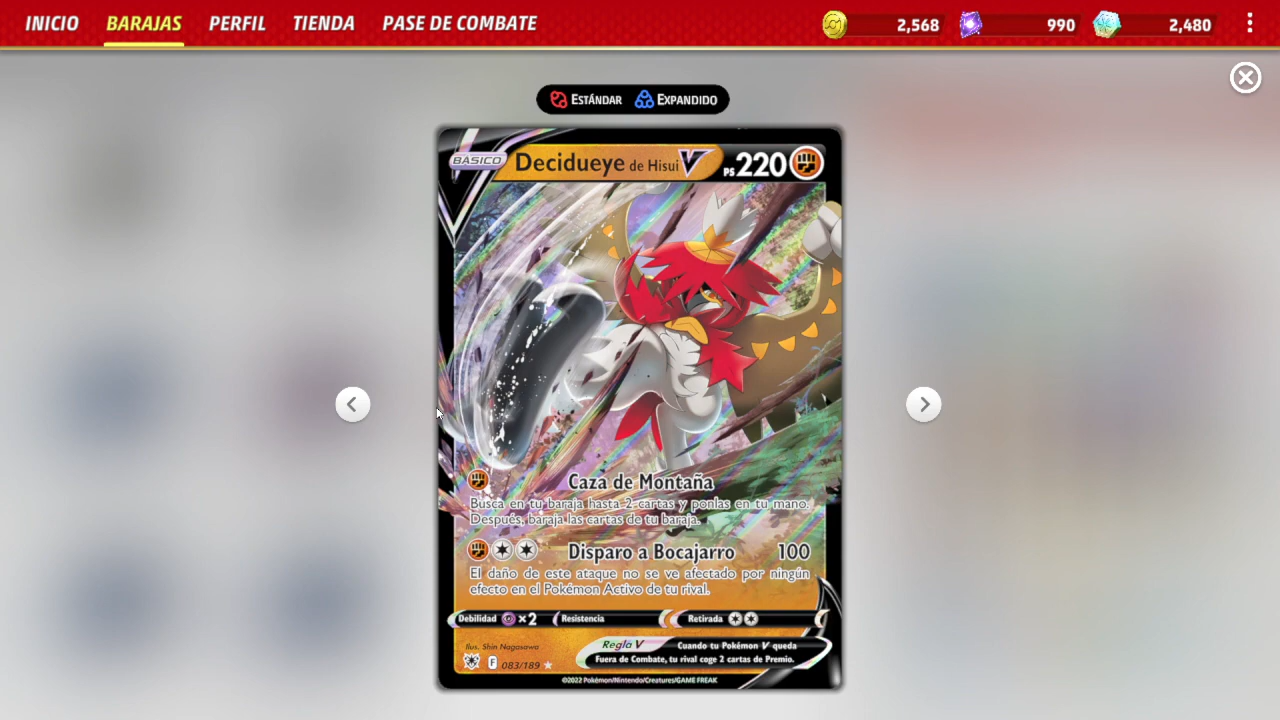 INICIO BARAJAS PERFIL TIENDA PASE DE COMBATE 2,568 990 2,480
ESTÁNDAR EXPANDIDO
BÁSICO Decidueye de Hisui V PS 220
Caza de Montaña
Busca en tu baraja hasta 2 cartas y ponlas en tu mano.
Después, baraja las cartas de tu baraja.
Disparo a Bocajarro 100
El daño de este ataque no se ve afectado por ningún
efecto en el Pokémon Activo de tu rival.
Debilidad ×2 Resistencia Retirada
Ilus. Shin Nagasawa
Regla V Cuando tu Pokémon V queda
Fuera de Combate, tu rival coge 2 cartas de Premio.
F 083/189 ★
©2022 Pokémon/Nintendo/Creatures/GAME FREAK